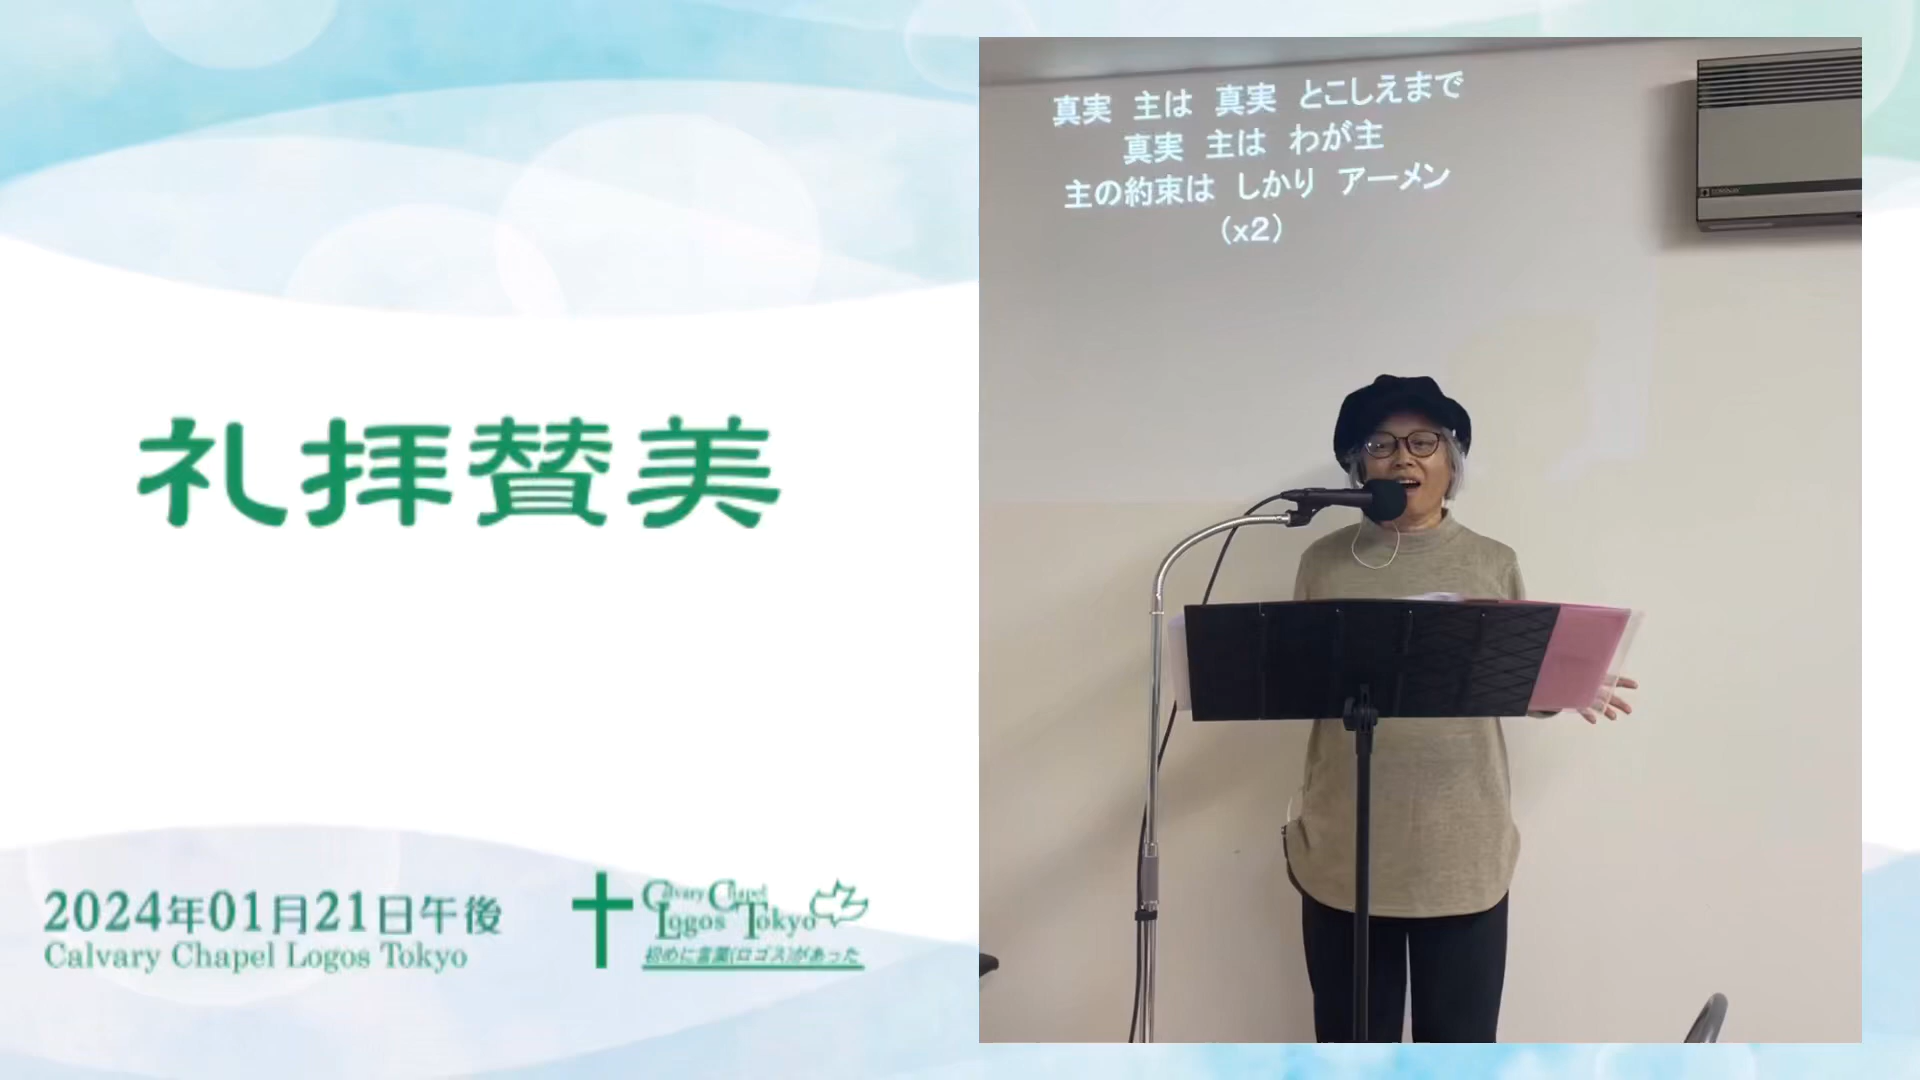 真実　主は　真実　とこしえまで
真実　主は　わが主
主の約束は　しかり　アーメン
（x2）
礼拝賛美
2024年01月21日午後
Calvary Chapel Logos Tokyo
Calvary Chapel
Logos Tokyo
初めに言葉(ロゴス)があった